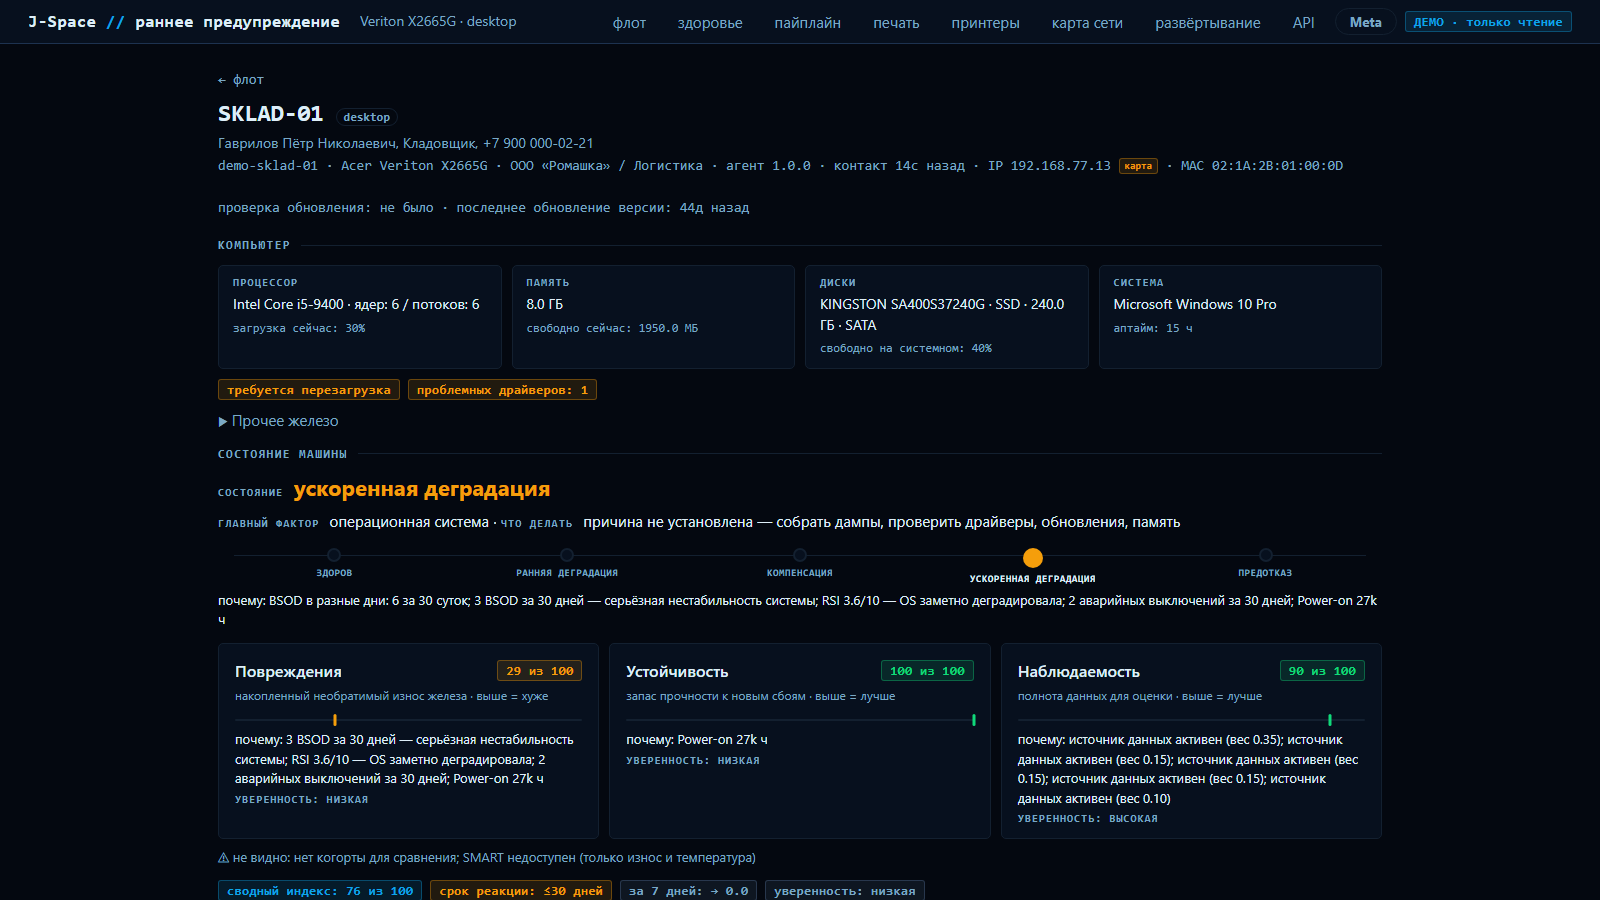 J-Space // раннее предупреждение Veriton X2665G · desktop флот здоровье пайплайн печать принтеры карта сети развёртывание API Meta ДЕМО · только чтение
← флот
SKLAD-01 desktop
Гаврилов Пётр Николаевич, Кладовщик, +7 900 000-02-21
demo-sklad-01 · Acer Veriton X2665G · ООО «Ромашка» / Логистика · агент 1.0.0 · контакт 14с назад · IP 192.168.77.13 карта · MAC 02:1A:2B:01:00:0D
проверка обновления: не было · последнее обновление версии: 44д назад
КОМПЬЮТЕР
ПРОЦЕССОР
Intel Core i5-9400 · ядер: 6 / потоков: 6
загрузка сейчас: 30%
ПАМЯТЬ
8.0 ГБ
свободно сейчас: 1950.0 МБ
ДИСКИ
KINGSTON SA400S37240G · SSD · 240.0
ГБ · SATA
свободно на системном: 40%
СИСТЕМА
Microsoft Windows 10 Pro
аптайм: 15 ч
требуется перезагрузка проблемных драйверов: 1
▶ Прочее железо
СОСТОЯНИЕ МАШИНЫ
СОСТОЯНИЕ ускоренная деградация
ГЛАВНЫЙ ФАКТОР операционная система · ЧТО ДЕЛАТЬ причина не установлена — собрать дампы, проверить драйверы, обновления, память
ЗДОРОВ РАННЯЯ ДЕГРАДАЦИЯ КОМПЕНСАЦИЯ УСКОРЕННАЯ ДЕГРАДАЦИЯ ПРЕДОТКАЗ
почему: BSOD в разные дни: 6 за 30 суток; 3 BSOD за 30 дней — серьёзная нестабильность системы; RSI 3.6/10 — OS заметно деградировала; 2 аварийных выключений за 30 дней; Power-on 27k
ч
Повреждения 29 из 100
накопленный необратимый износ железа · выше = хуже
почему: 3 BSOD за 30 дней — серьёзная нестабильность
системы; RSI 3.6/10 — OS заметно деградировала; 2
аварийных выключений за 30 дней; Power-on 27k ч
УВЕРЕННОСТЬ: НИЗКАЯ
Устойчивость 100 из 100
запас прочности к новым сбоям · выше = лучше
почему: Power-on 27k ч
УВЕРЕННОСТЬ: НИЗКАЯ
Наблюдаемость 90 из 100
полнота данных для оценки · выше = лучше
почему: источник данных активен (вес 0.35); источник
данных активен (вес 0.15); источник данных активен (вес
0.15); источник данных активен (вес 0.15); источник
данных активен (вес 0.10)
УВЕРЕННОСТЬ: ВЫСОКАЯ
⚠ не видно: нет когорты для сравнения; SMART недоступен (только износ и температура)
сводный индекс: 76 из 100 срок реакции: ≤30 дней за 7 дней: → 0.0 уверенность: низкая